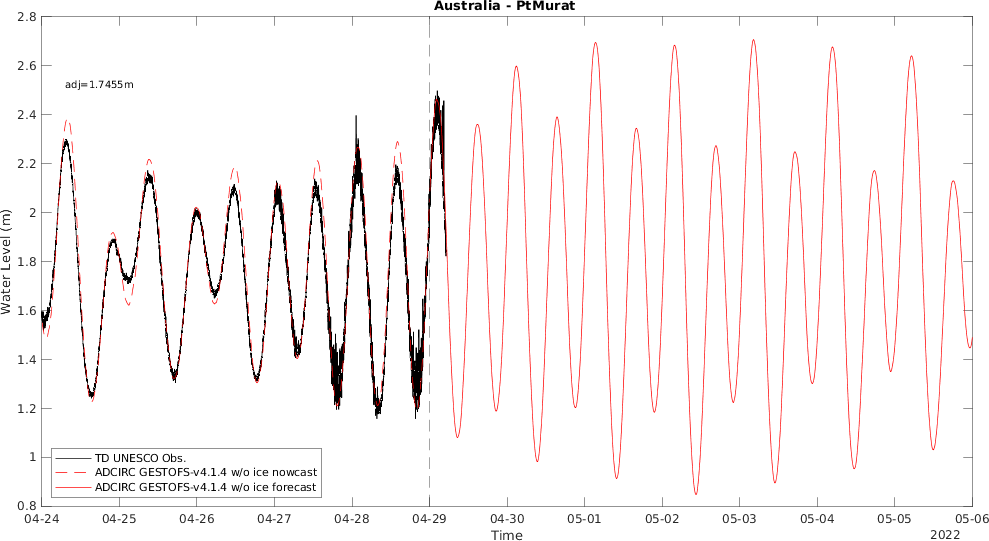 Australia - PtMurat
2.8
2.6
2.4
2.2
2
1.8
1.6
1.4
1.2
1
0.8
Water Level (m)
adj=1.7455m
TD UNESCO Obs.
ADCIRC GESTOFS-v4.1.4 w/o ice nowcast
ADCIRC GESTOFS-v4.1.4 w/o ice forecast
04-24 04-25 04-26 04-27 04-28 04-29 04-30 05-01 05-02 05-03 05-04 05-05 05-06
Time
2022